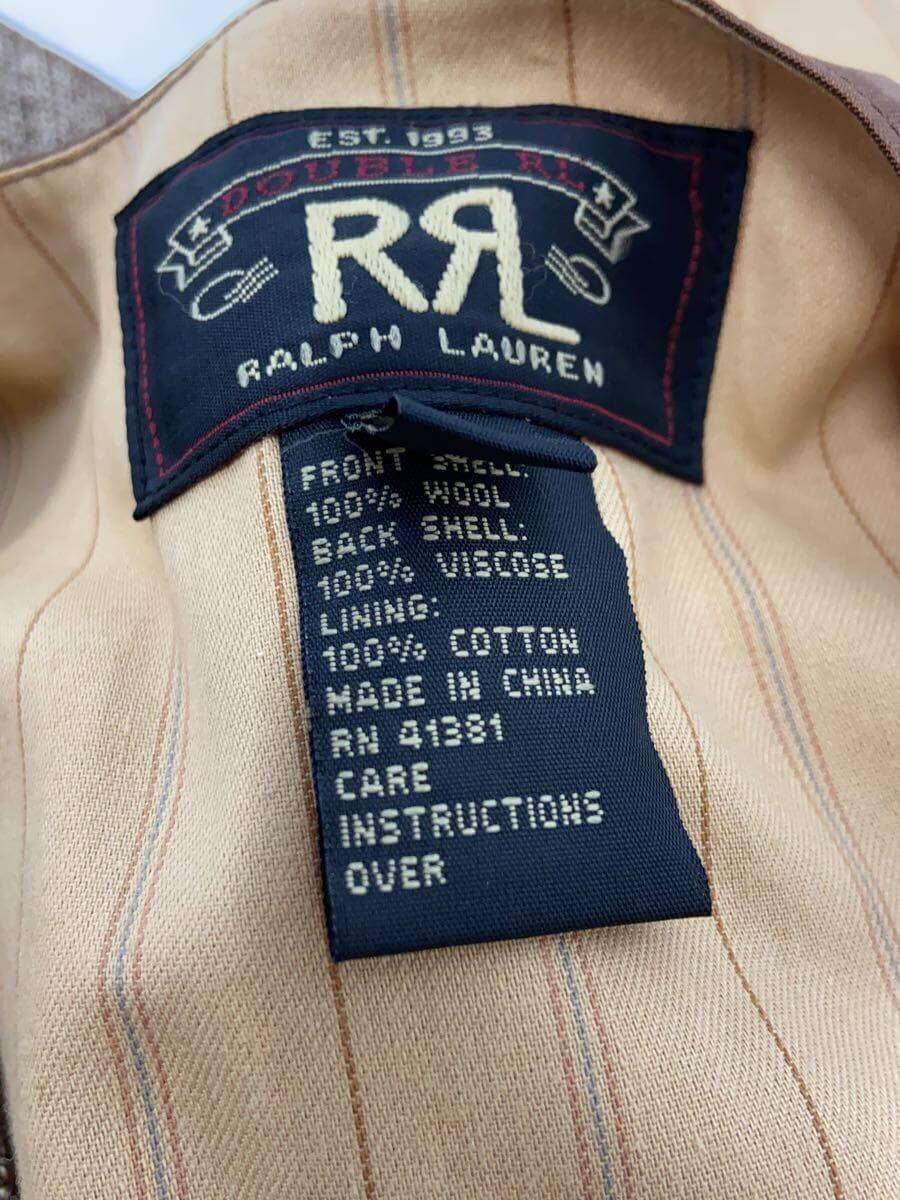 EST. 1993
DOUBLE RL
RRL
RALPH LAUREN
FRONT SHELL:
100% WOOL
BACK SHELL:
100% VISCOSE
LINING:
100% COTTON
MADE IN CHINA
RN 41381
CARE
INSTRUCTIONS
OVER